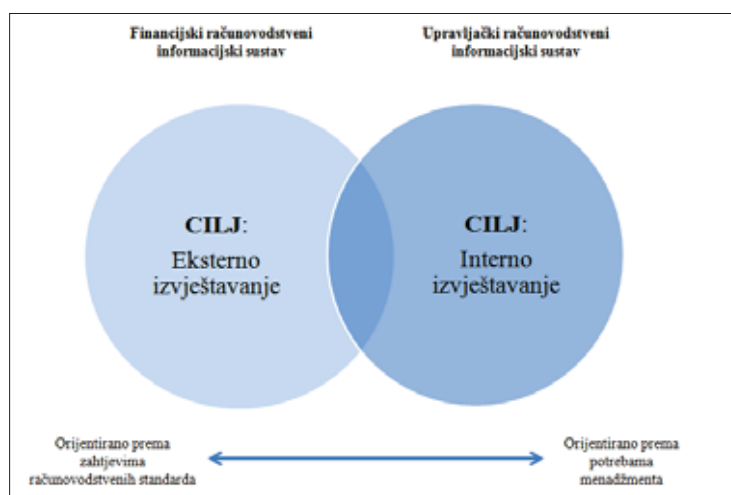 Financijski računovodstveni
informacijski sustav
Upravljački računovodstveni
informacijski sustav
CILJ:
Eksterno
izvještavanje
CILJ:
Interno
izvještavanje
Orijentirano prema
zahtjevima
računovodstvenih standarda
Orijentirano prema
potrebama
menadžmenta